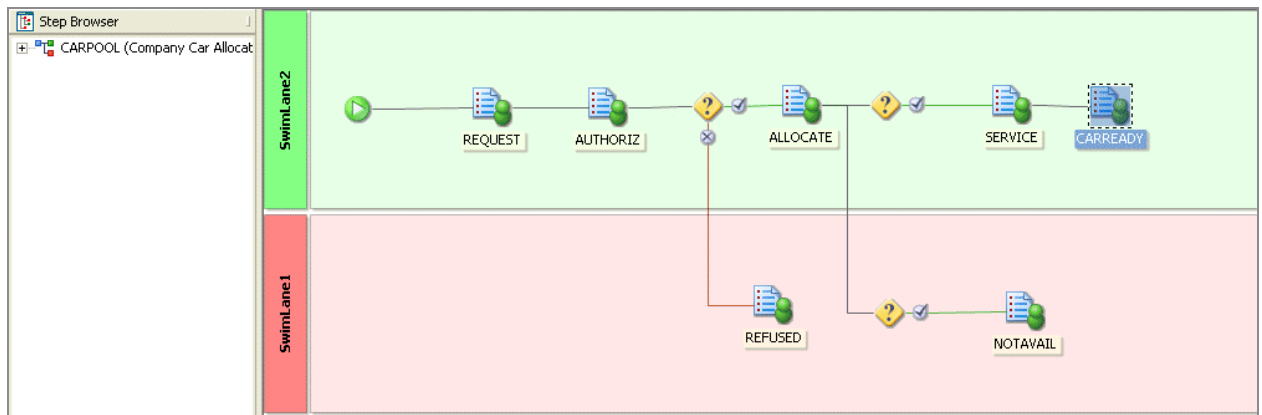 Step Browser
CARPOOL (Company Car Allocat
SwimLane2
REQUEST
AUTHORIZ
ALLOCATE
SERVICE
CARREADY
SwimLane1
REFUSED
NOTAVAIL